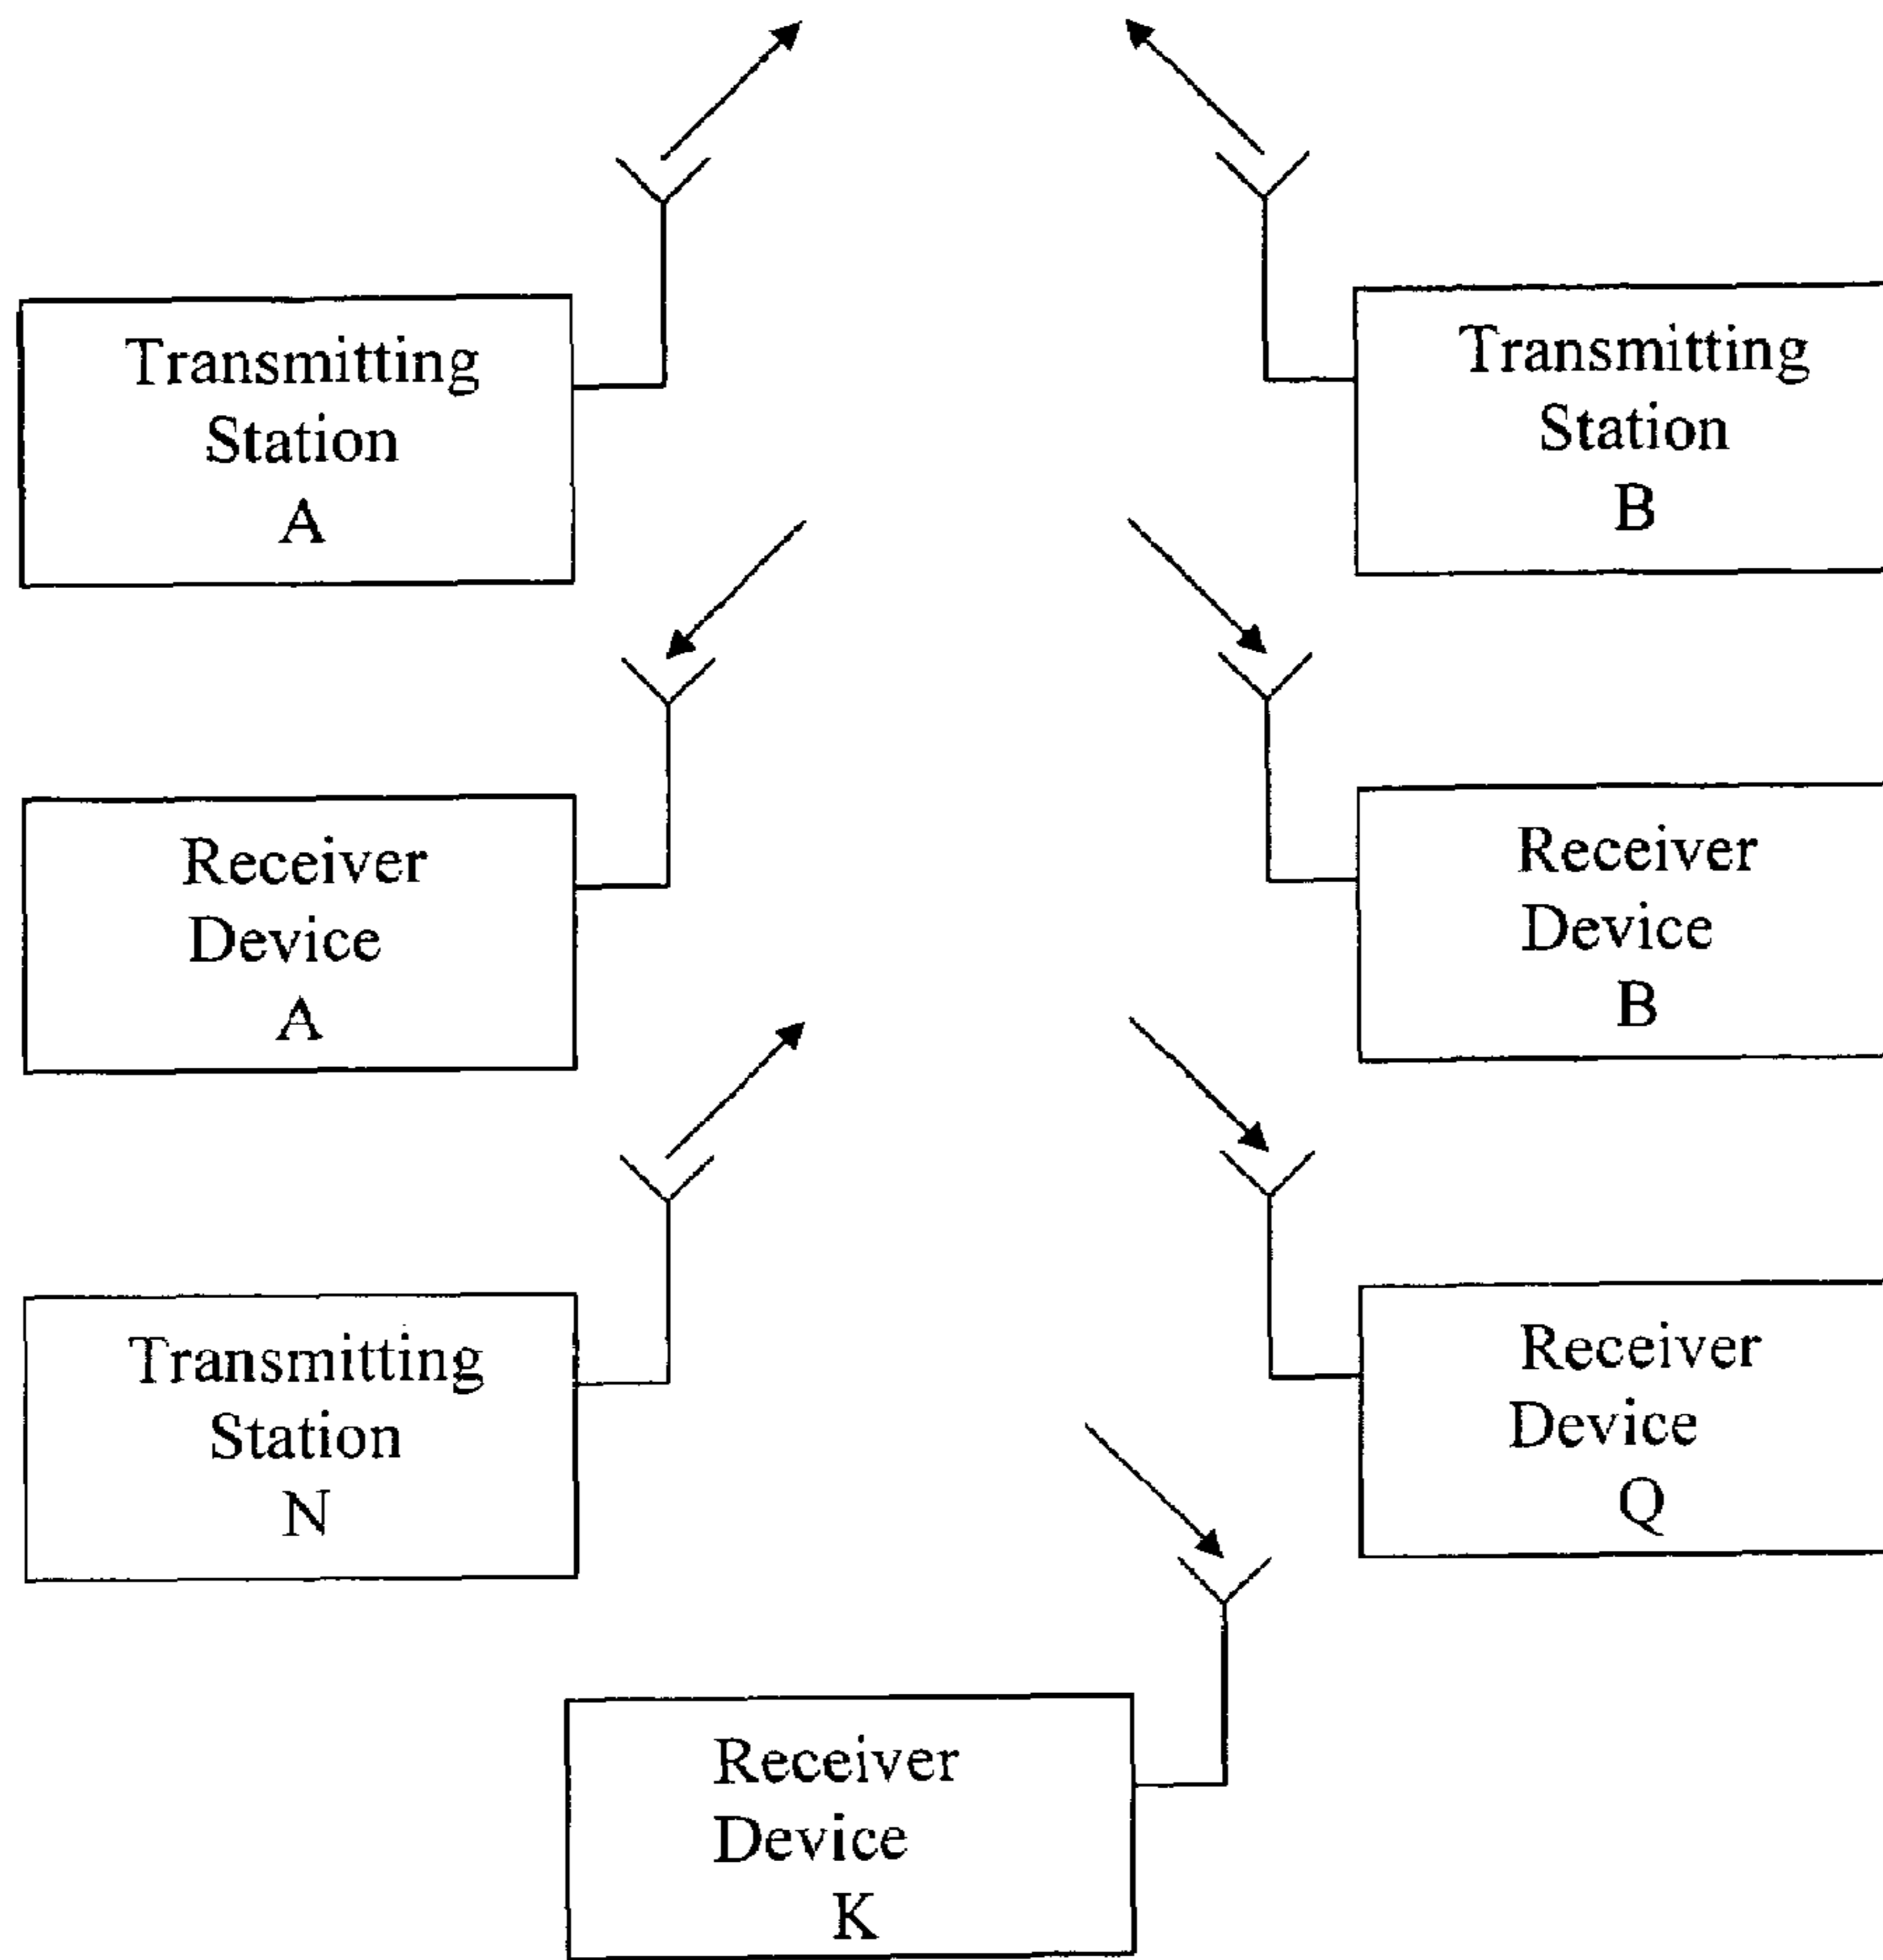 Transmitting
Station
A
Transmitting
Station
B
Receiver
Device
A
Receiver
Device
B
Transmitting
Station
N
Receiver
Device
Q
Receiver
Device
K